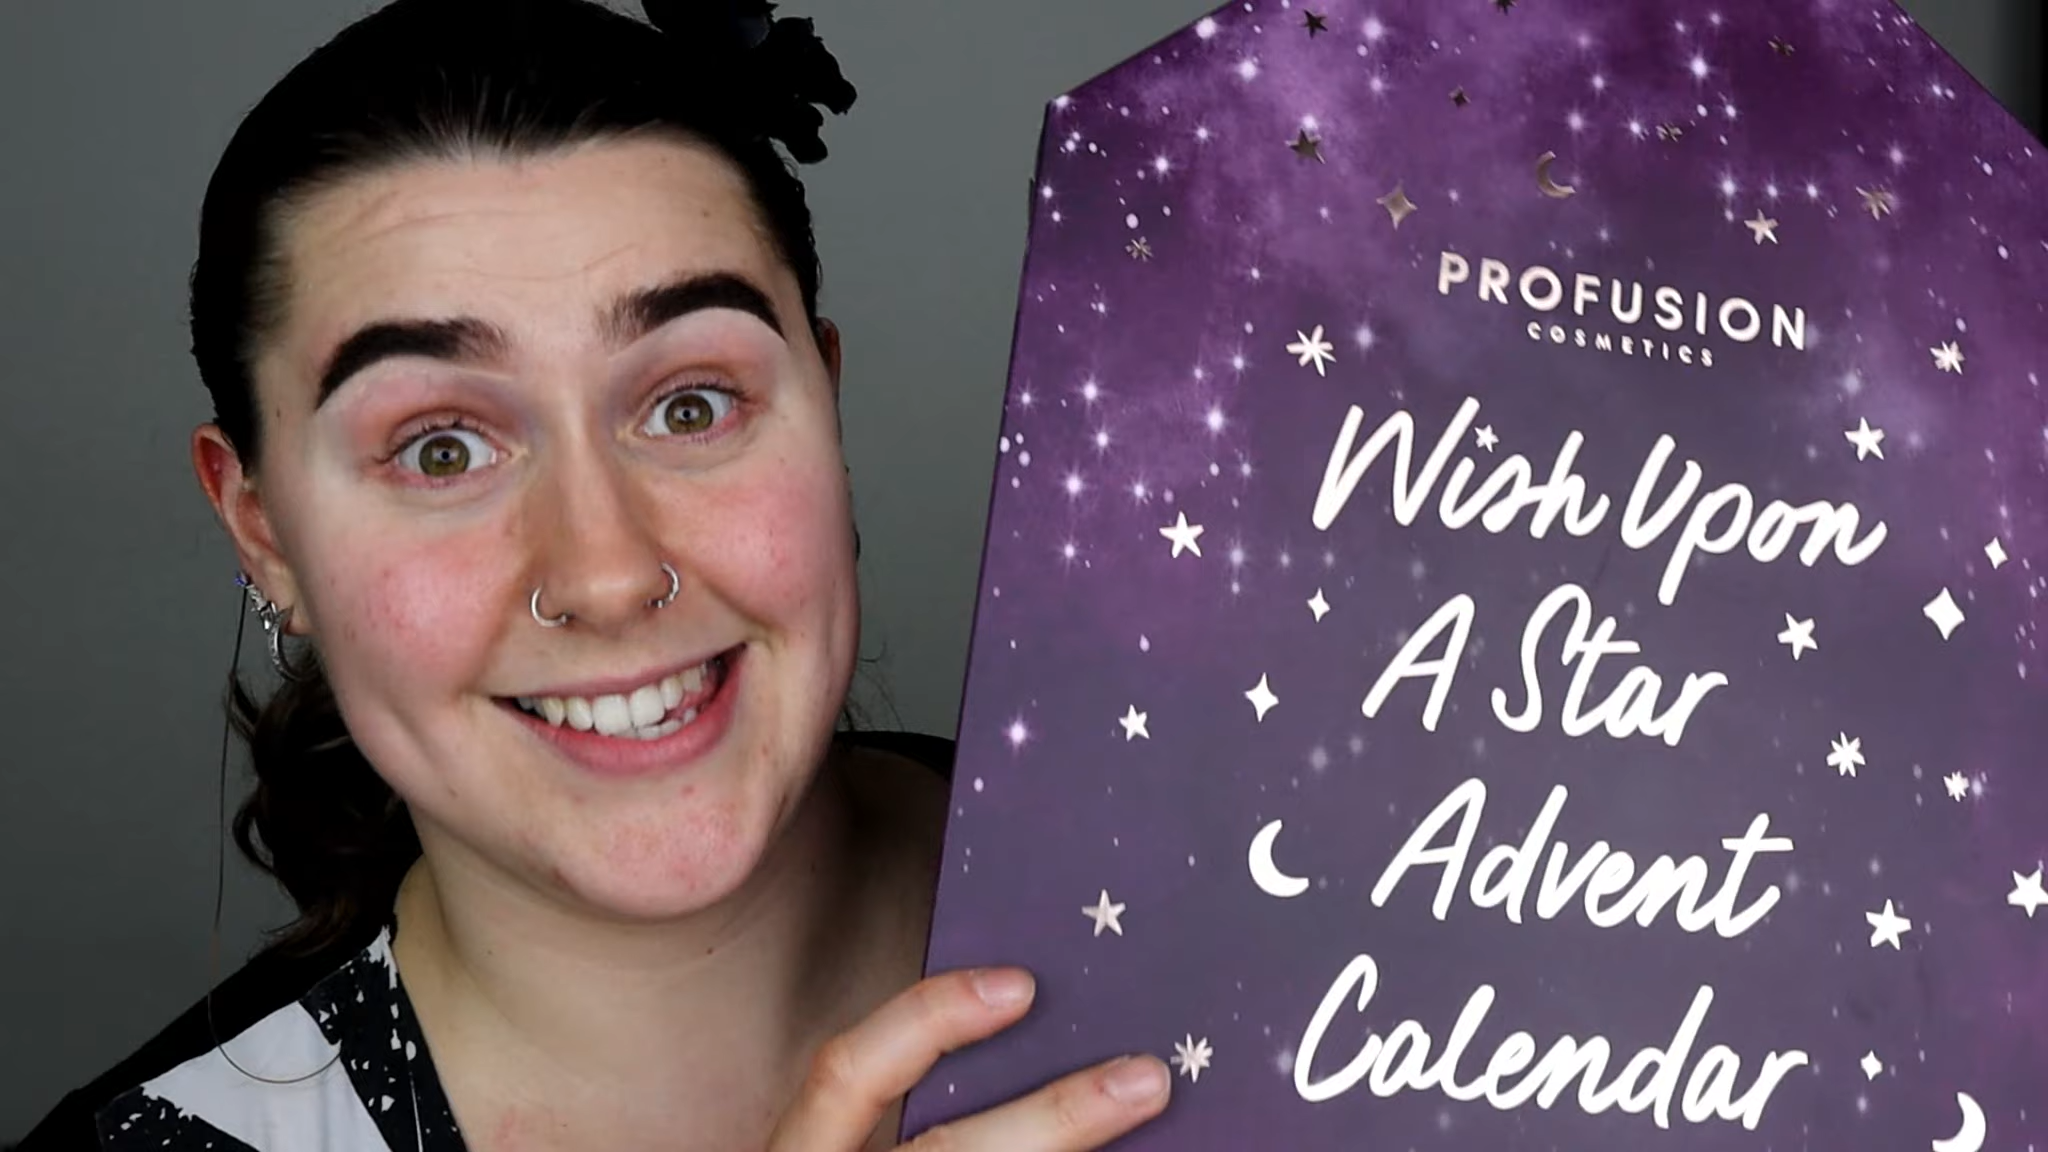 PROFUSION
COSMETICS
Wish Upon
A Star
Advent
Calendar